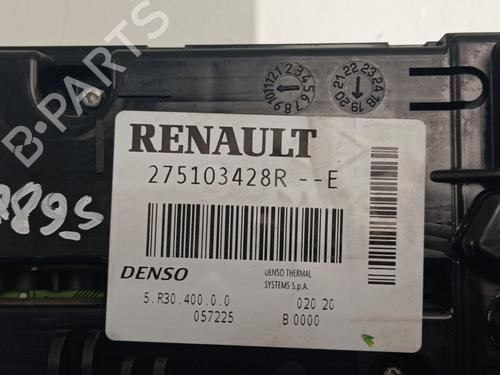 RENAULT
275103428R --E
DENSO
DENSO THERMAL
SYSTEMS S.p.A.
5.R30.400.0.0
020 20
057225
B 0000
B-PARTS